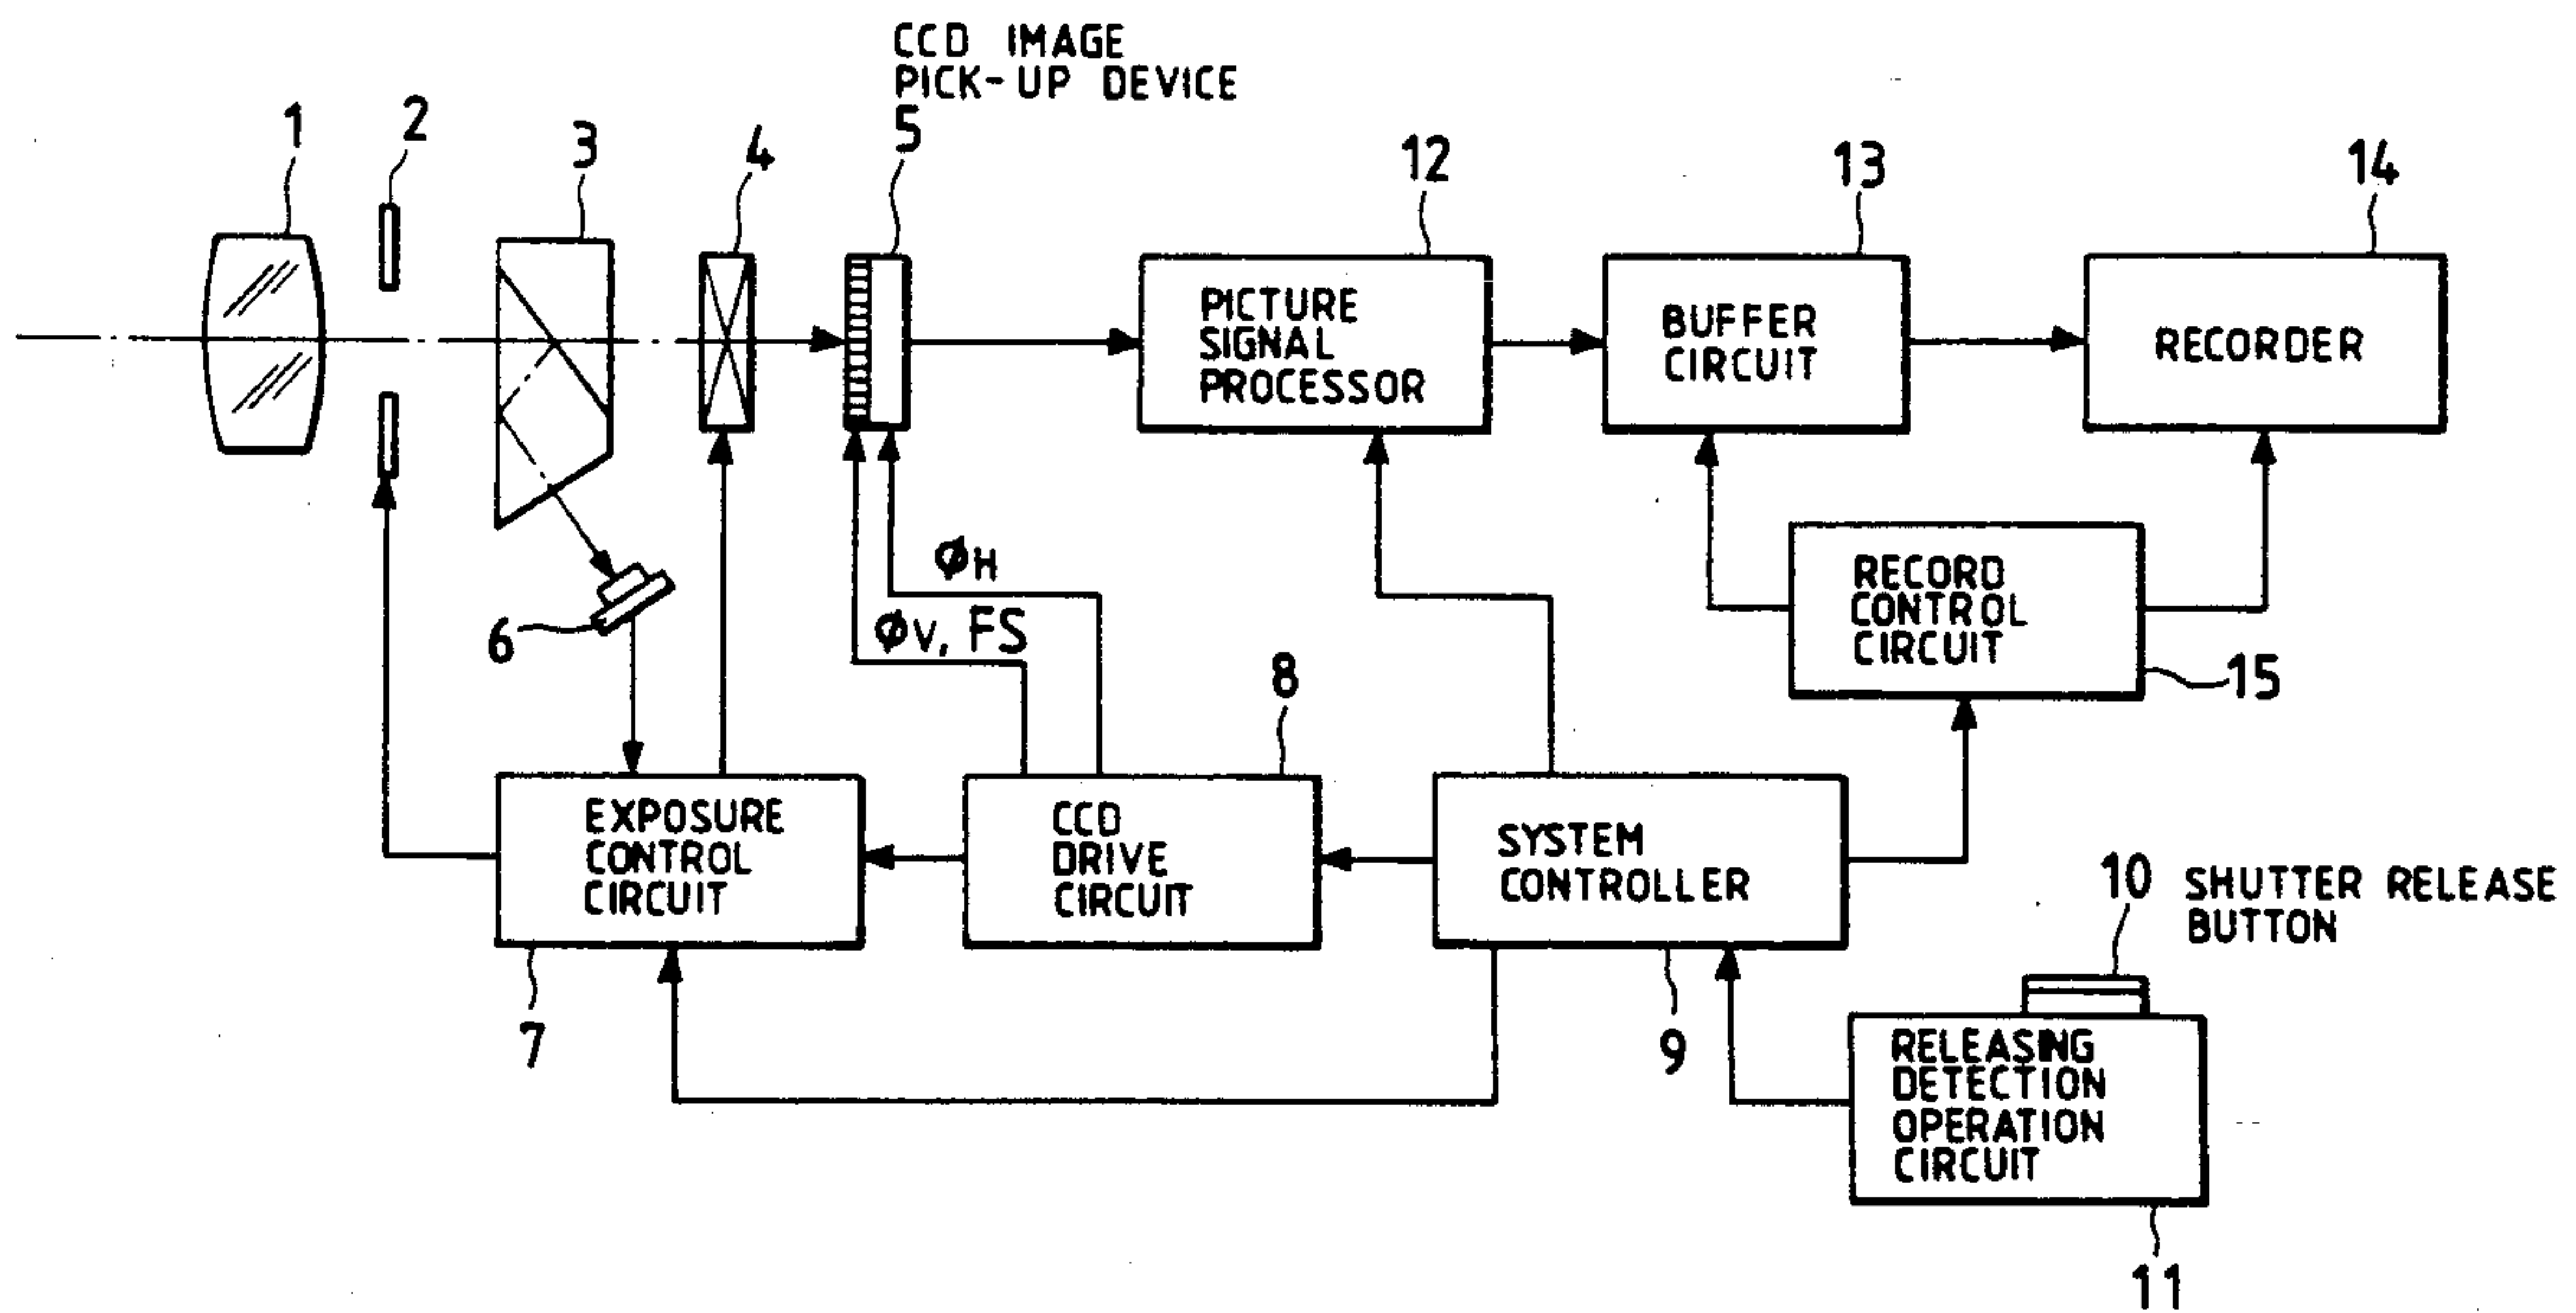 CCD IMAGE
PICK-UP DEVICE
1
2
3
4
5
12
13
14
PICTURE
SIGNAL
PROCESSOR
BUFFER
CIRCUIT
RECORDER
ΦH
ΦV, FS
6
RECORD
CONTROL
CIRCUIT
15
8
EXPOSURE
CONTROL
CIRCUIT
CCD
DRIVE
CIRCUIT
SYSTEM
CONTROLLER
10 SHUTTER RELEASE
BUTTON
7
9
RELEASING
DETECTION
OPERATION
CIRCUIT
11